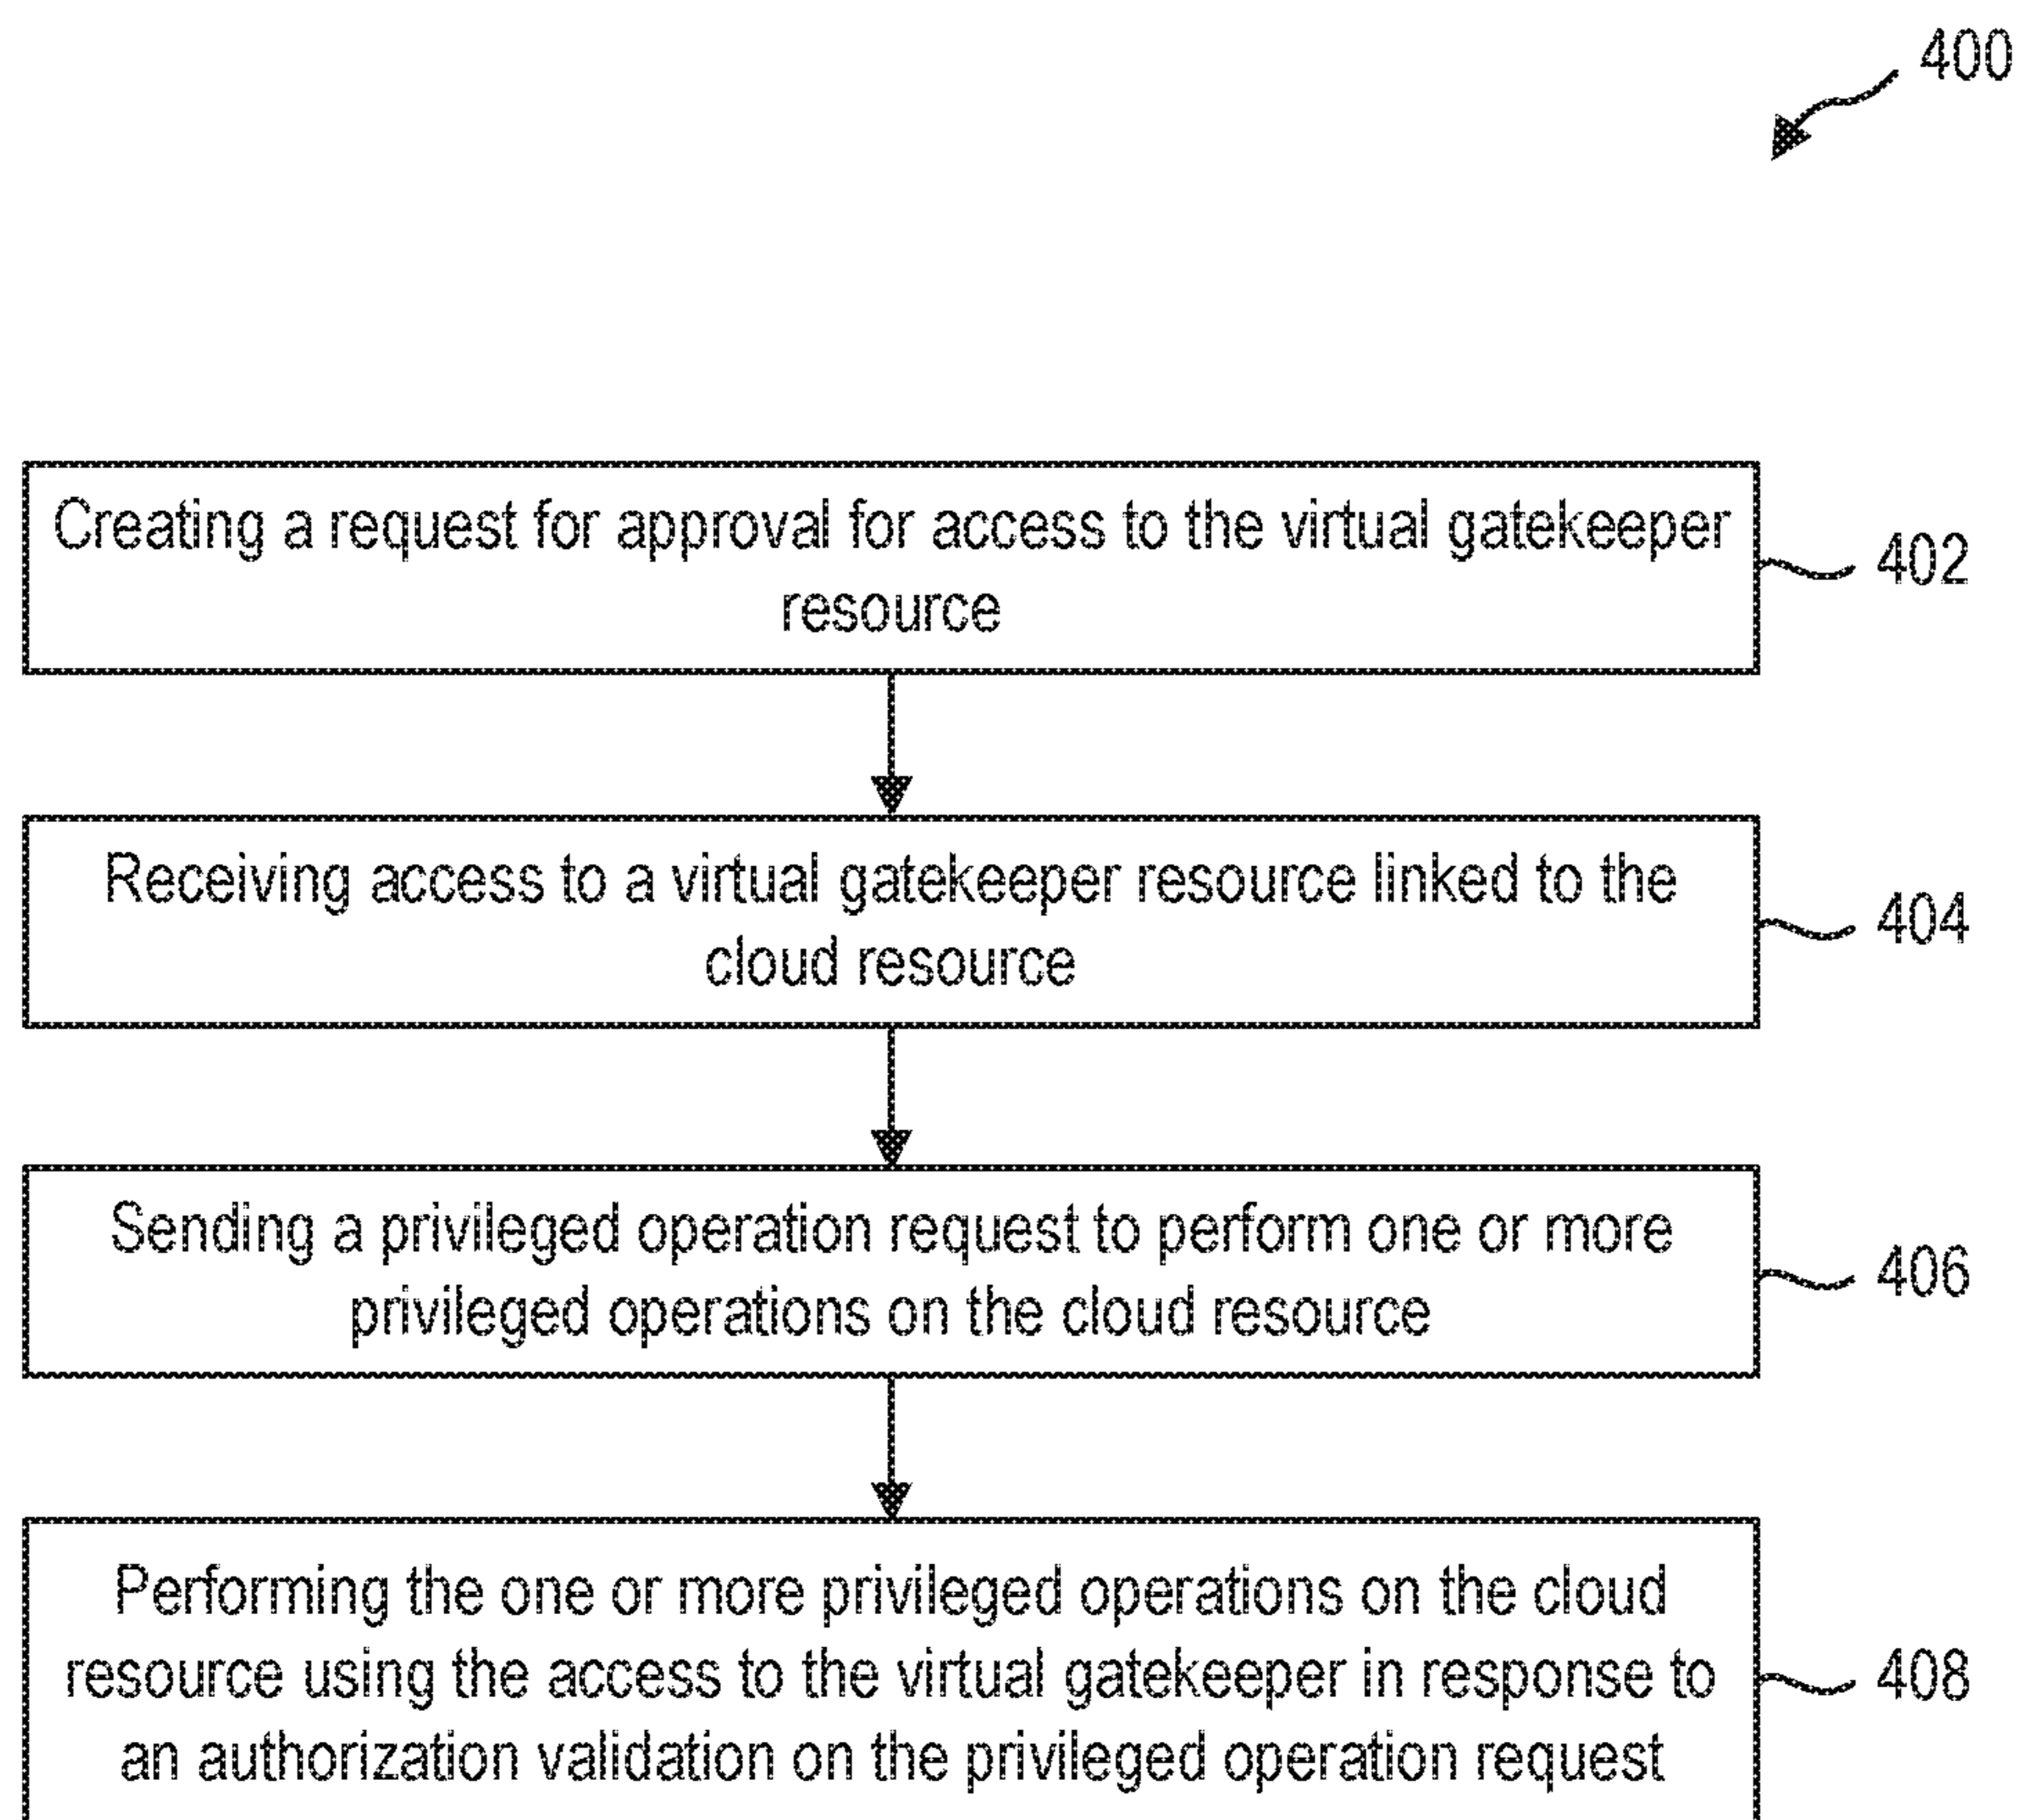 400
Creating a request for approval for access to the virtual gatekeeper
resource
402
Receiving access to a virtual gatekeeper resource linked to the
cloud resource
404
Sending a privileged operation request to perform one or more
privileged operations on the cloud resource
406
Performing the one or more privileged operations on the cloud
resource using the access to the virtual gatekeeper in response to
an authorization validation on the privileged operation request
408